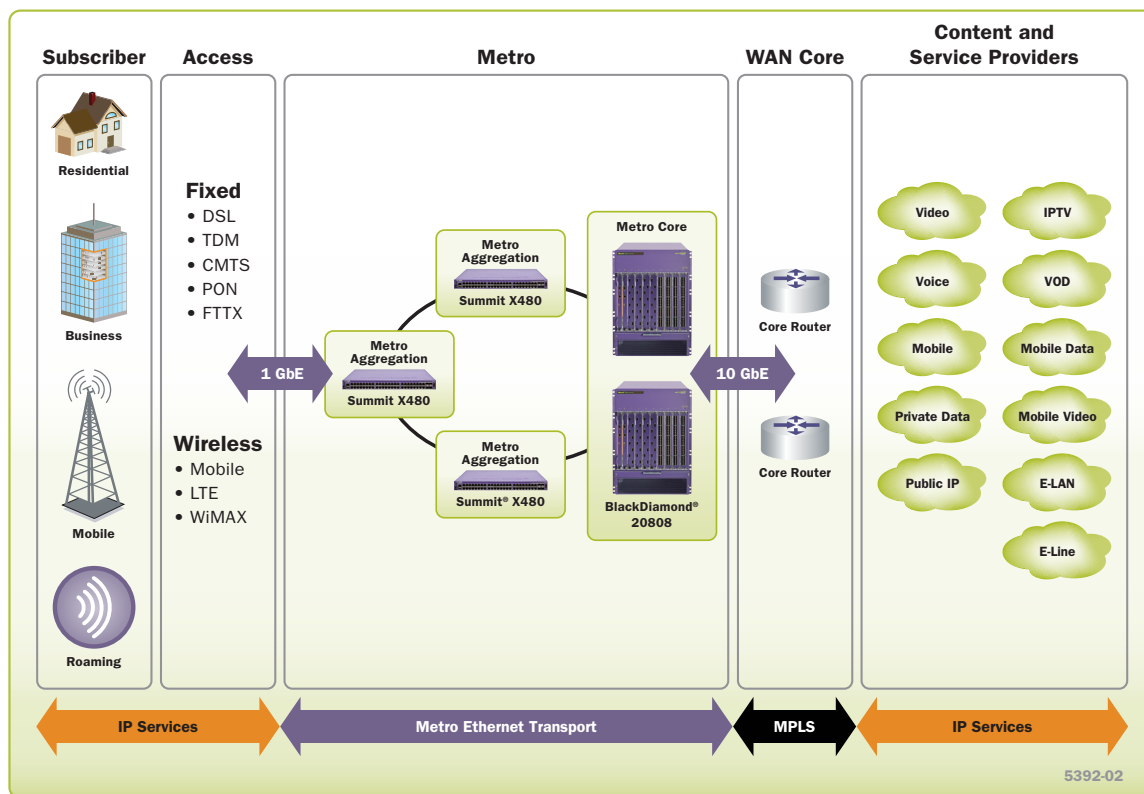 Subscriber
Access
Metro
WAN Core
Content and
Service Providers
Residential
Business
Mobile
Roaming
Fixed
• DSL
• TDM
• CMTS
• PON
• FTTX
Wireless
• Mobile
• LTE
• WiMAX
1 GbE
Metro
Aggregation
Summit X480
Metro
Aggregation
Summit X480
Metro
Aggregation
Summit® X480
Metro Core
BlackDiamond®
20808
10 GbE
Core Router
Core Router
Video
IPTV
Voice
VOD
Mobile
Mobile Data
Private Data
Mobile Video
Public IP
E-LAN
E-Line
IP Services
Metro Ethernet Transport
MPLS
IP Services
5392-02